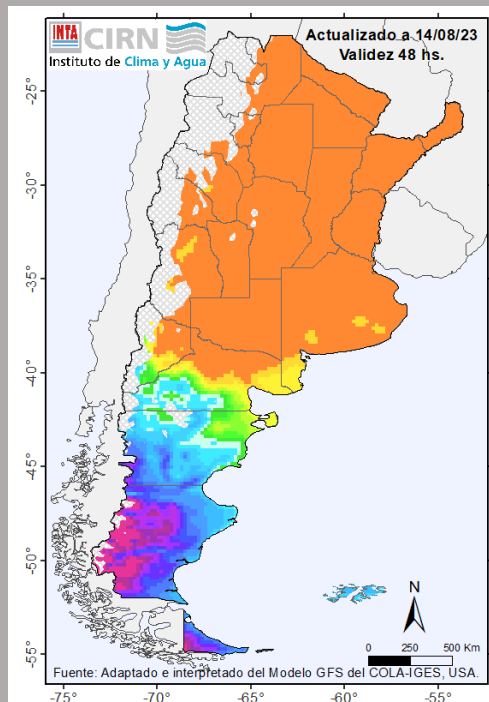 INTA CIRN
Instituto de Clima y Agua
Actualizado a 14/08/23
Validez 48 hs.
-25°
-30°
-35°
-40°
-45°
-50°
-55°
N
0 250 500 Km
Fuente: Adaptado e interpretado del Modelo GFS del COLA-IGES, USA.
-75° -70° -65° -60° -55°